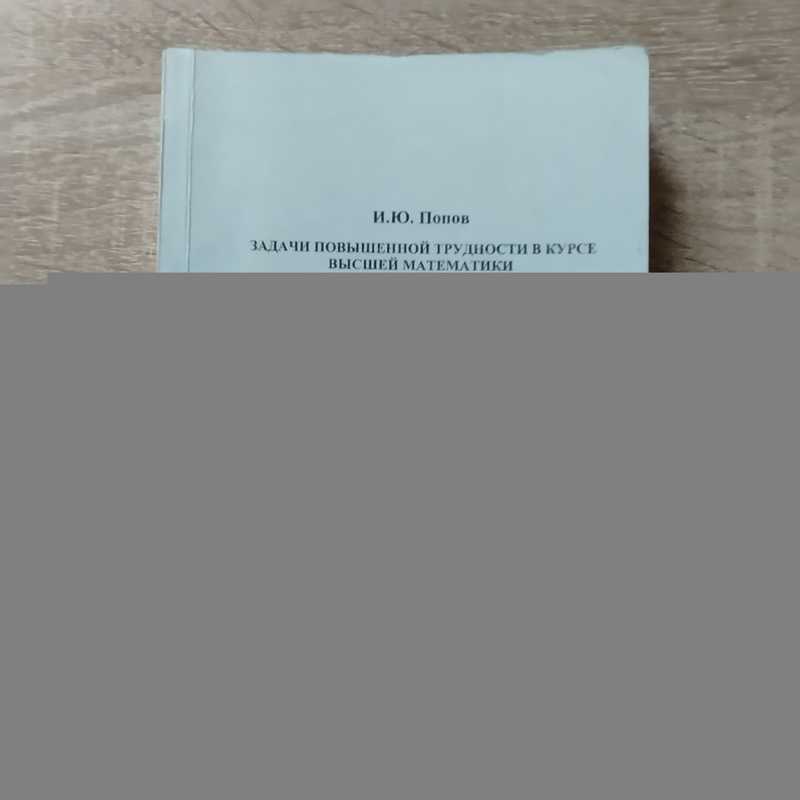 И.Ю. Попов
ЗАДАЧИ ПОВЫШЕННОЙ ТРУДНОСТИ В КУРСЕ
ВЫСШЕЙ МАТЕМАТИКИ